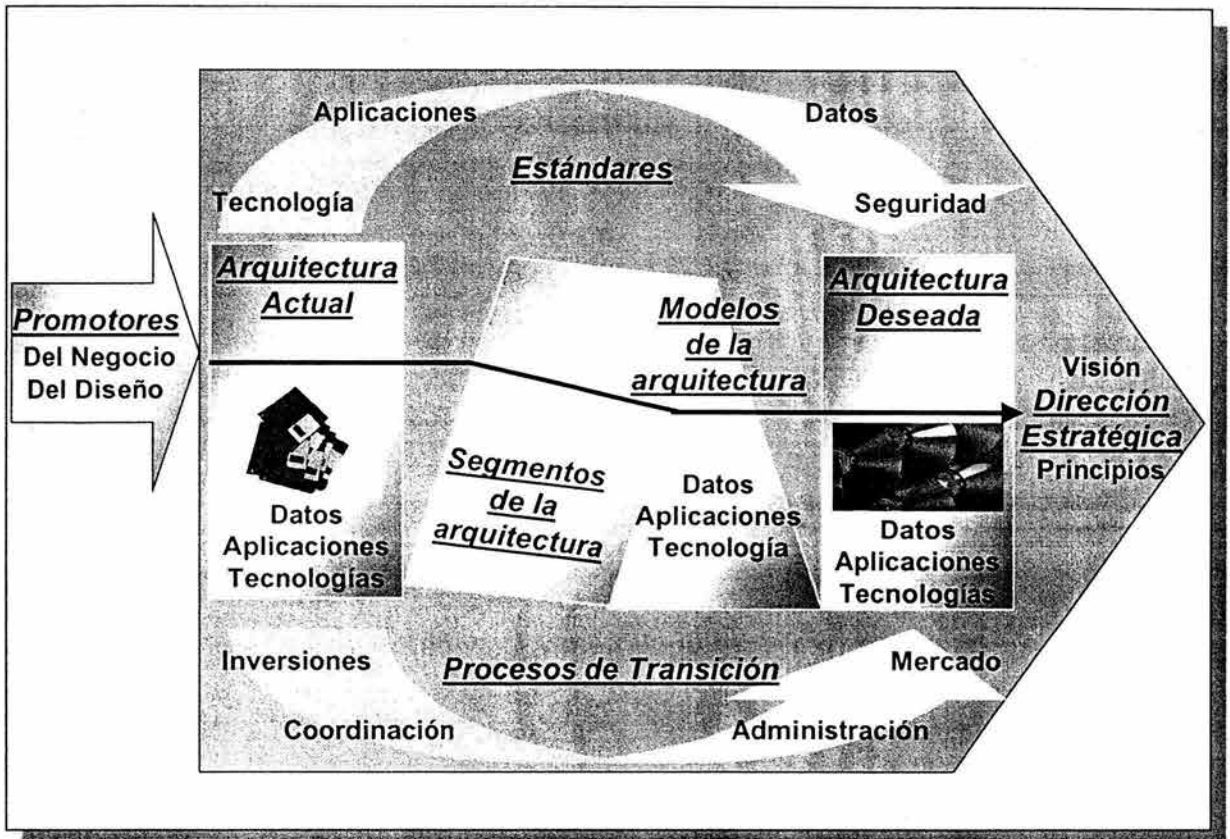 Aplicaciones
Datos
Estándares
Tecnología
Seguridad
Promotores
Del Negocio
Del Diseño
Arquitectura
Actual
Datos
Aplicaciones
Tecnologías
Segmentos
de la
arquitectura
Modelos
de la
arquitectura
Datos
Aplicaciones
Tecnología
Arquitectura
Deseada
Datos
Aplicaciones
Tecnologías
Visión
Dirección
Estratégica
Principios
Inversiones
Procesos de Transición
Mercado
Coordinación
Administración